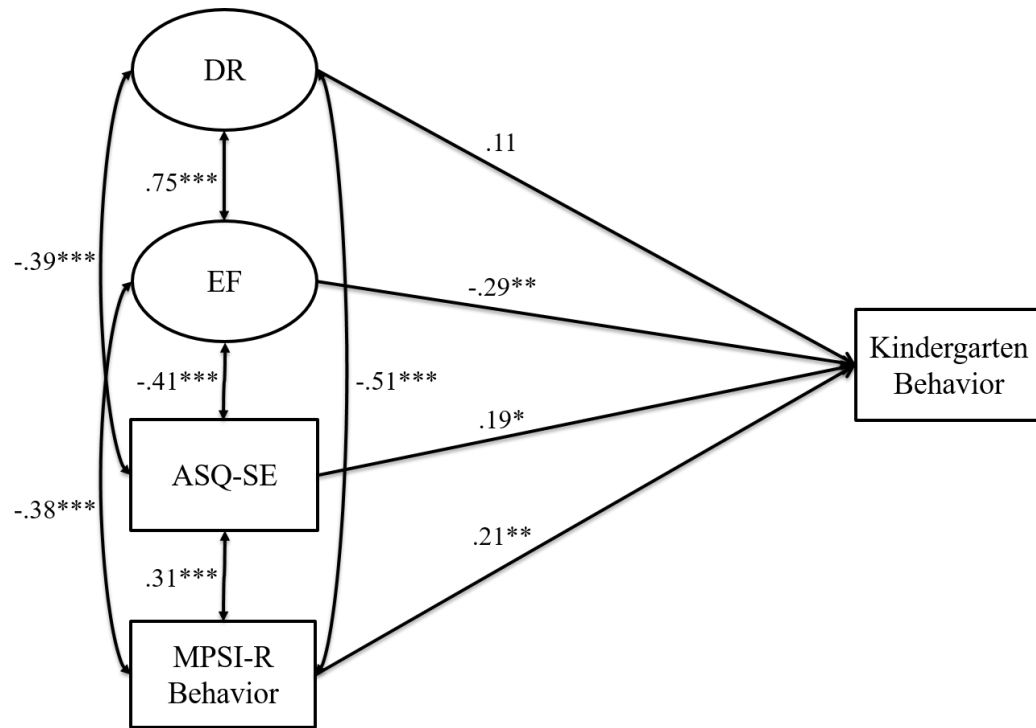 DR
.11
.75***
-.39***
EF
-.29**
Kindergarten
Behavior
-.41***
-.51***
.19*
ASQ-SE
-.38***
.21**
.31***
MPSI-R
Behavior